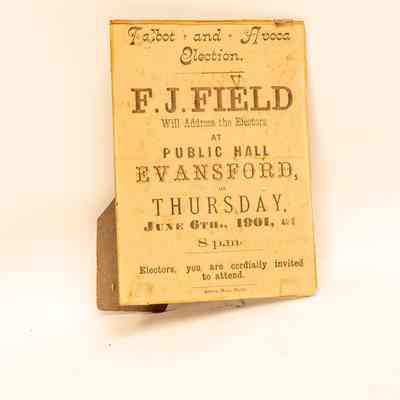 Talbot - and - Avoca
Election.
F. J. FIELD
Will Address the Electors
AT
PUBLIC HALL
EVANSFORD,
on
THURSDAY,
JUNE 6TH., 1901, at
8 p.m.
Electors, you are cordially invited
to attend.